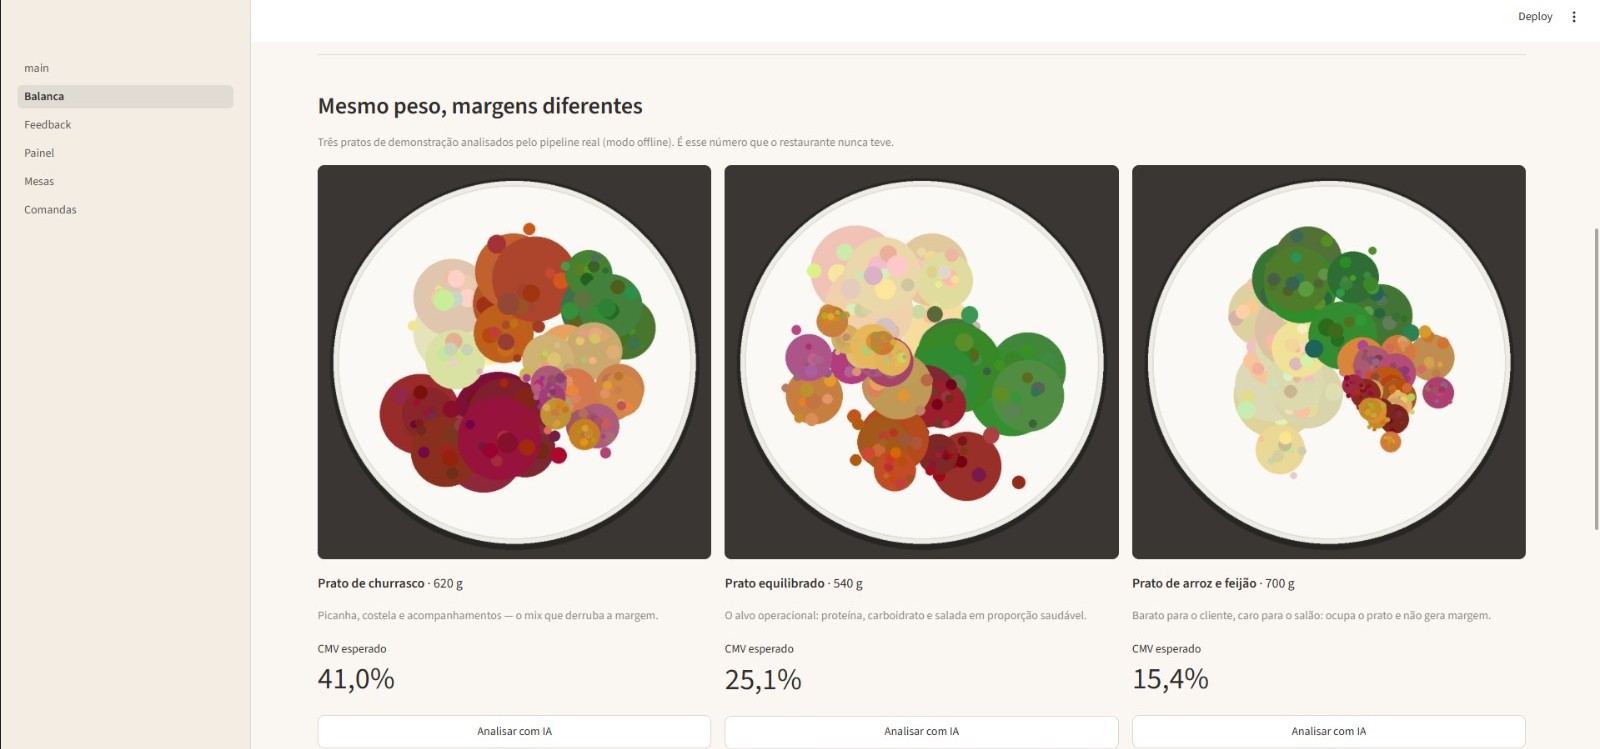 Deploy
main
Balanca
Feedback
Painel
Mesas
Comandas
Mesmo peso, margens diferentes
Três pratos de demonstração analisados pelo pipeline real (modo offline). É esse número que o restaurante nunca teve.
Prato de churrasco · 620 g
Picanha, costela e acompanhamentos — o mix que derruba a margem.
CMV esperado
41,0%
Analisar com IA
Prato equilibrado · 540 g
O alvo operacional: proteína, carboidrato e salada em proporção saudável.
CMV esperado
25,1%
Analisar com IA
Prato de arroz e feijão · 700 g
Barato para o cliente, caro para o salão: ocupa o prato e não gera margem.
CMV esperado
15,4%
Analisar com IA